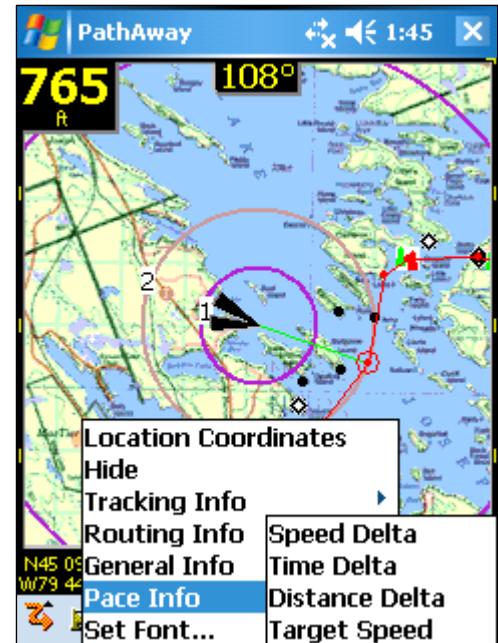 PathAway 1:45
765
ft
108°
2
1
Location Coordinates
Hide
Tracking Info
Routing Info
General Info
Pace Info
Set Font...
Speed Delta
Time Delta
Distance Delta
Target Speed
N45 09
W79 44